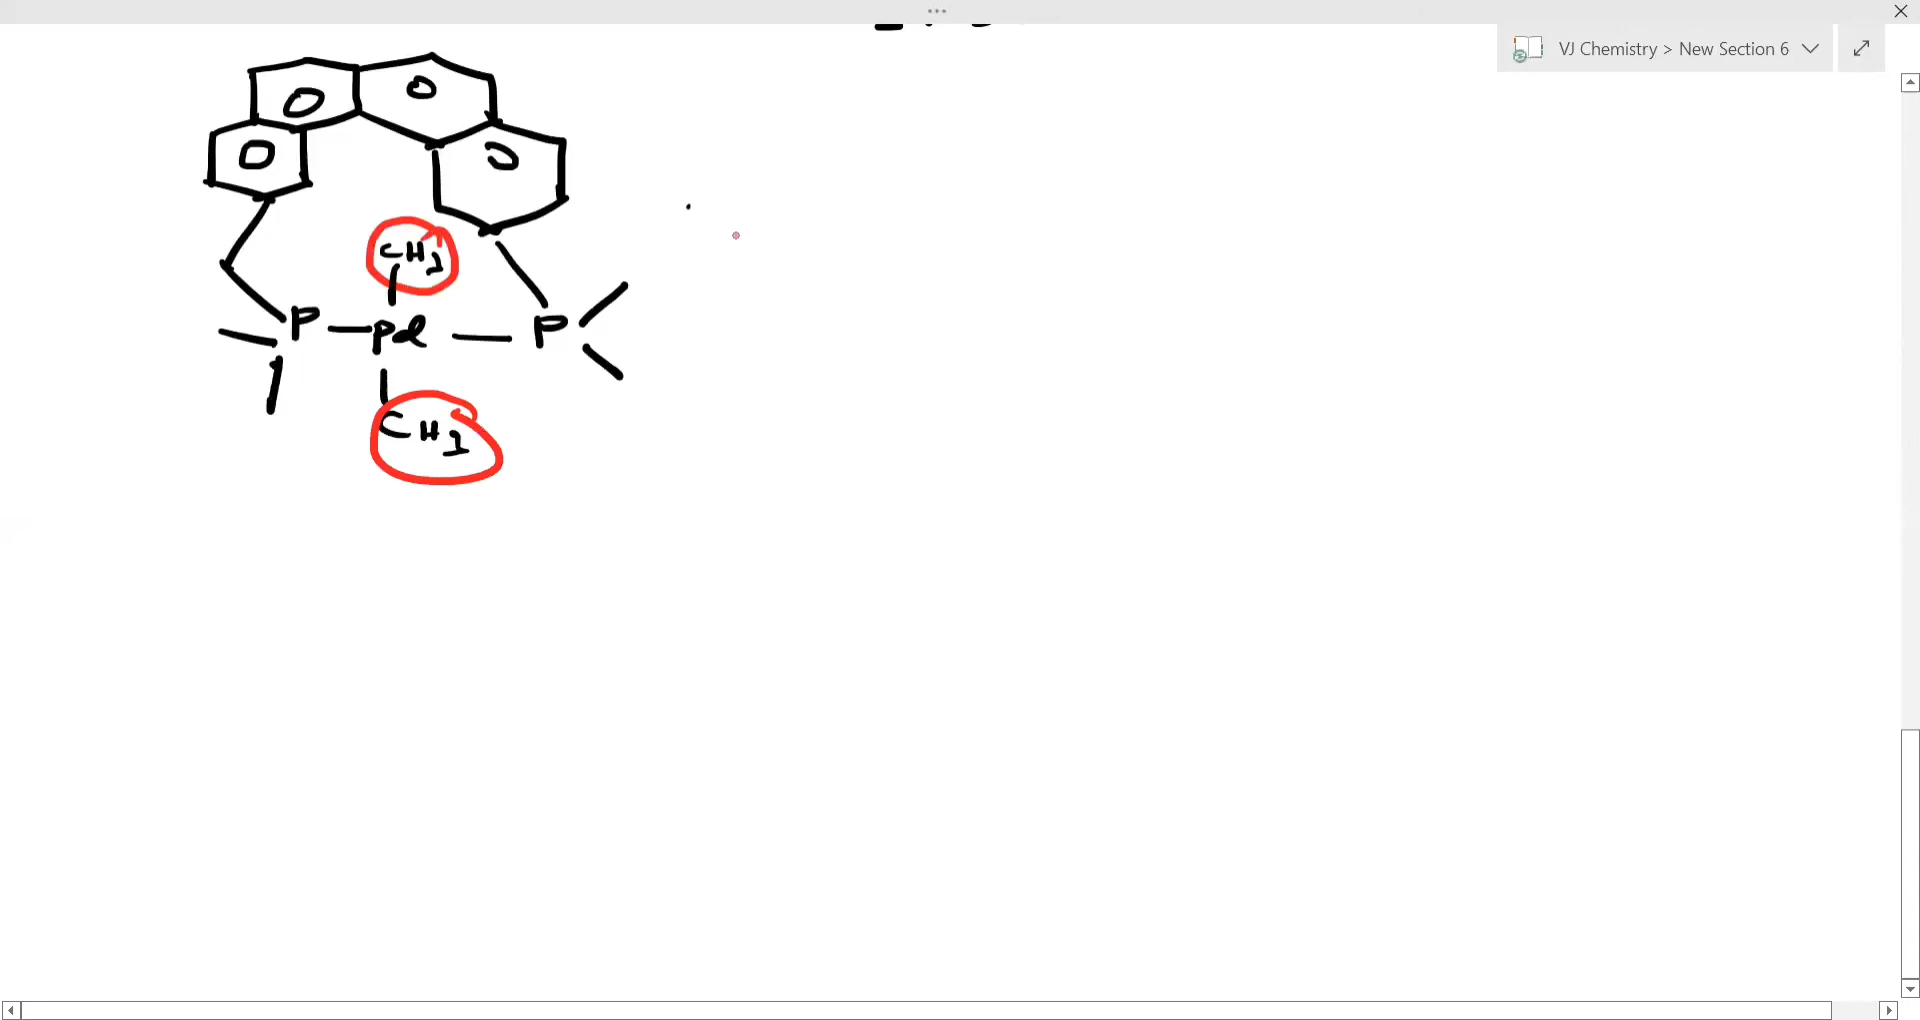 VJ Chemistry > New Section 6
CH3
P — Pd — P
CH3